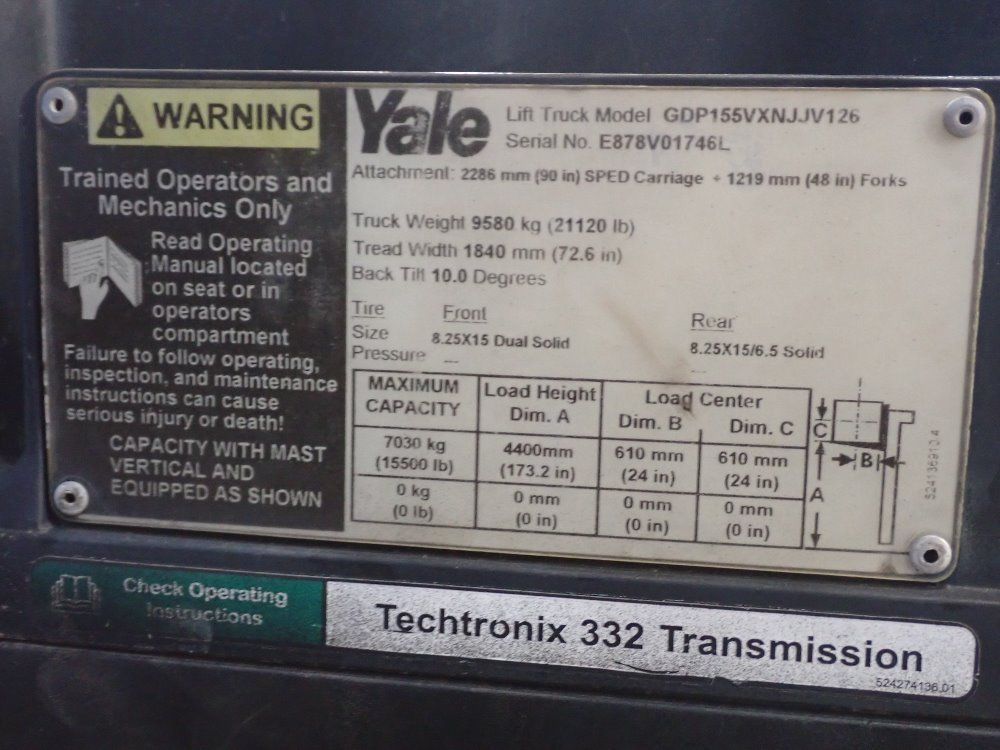 WARNING
Trained Operators and
Mechanics Only
Read Operating
Manual located
on seat or in
operators
compartment
Failure to follow operating,
inspection, and maintenance
instructions can cause
serious injury or death!
CAPACITY WITH MAST
VERTICAL AND
EQUIPPED AS SHOWN
Yale
Lift Truck Model GDP155VXNJJV126
Serial No. E878V01746L
Attachment: 2286 mm (90 in) SPED Carriage + 1219 mm (48 in) Forks
Truck Weight 9580 kg (21120 lb)
Tread Width 1840 mm (72.6 in)
Back Tilt 10.0 Degrees
Tire Front Rear
Size 8.25X15 Dual Solid 8.25X15/6.5 Solid
Pressure ---
MAXIMUM Load Height Load Center
CAPACITY Dim. A Dim. B Dim. C
7030 kg 4400mm 610 mm 610 mm
(15500 lb) (173.2 in) (24 in) (24 in)
0 kg 0 mm 0 mm 0 mm
(0 lb) (0 in) (0 in) (0 in)
C
B
A
524136910.4
Check Operating
Instructions
Techtronix 332 Transmission
524274136.01